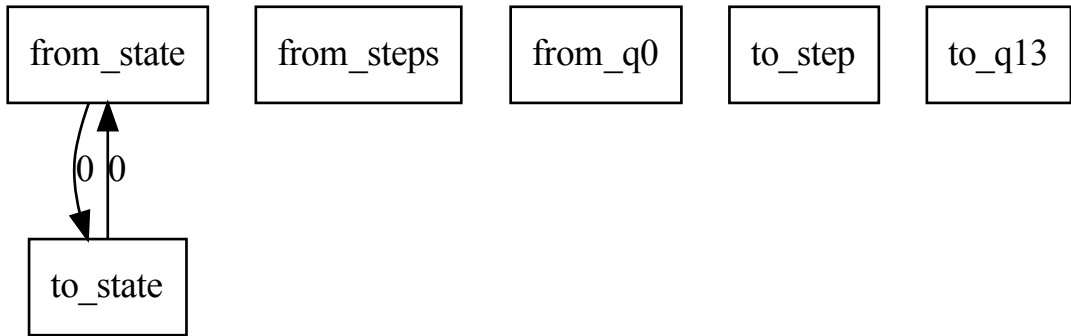 from_state
from_steps
from_q0
to_step
to_q13
0
0
to_state